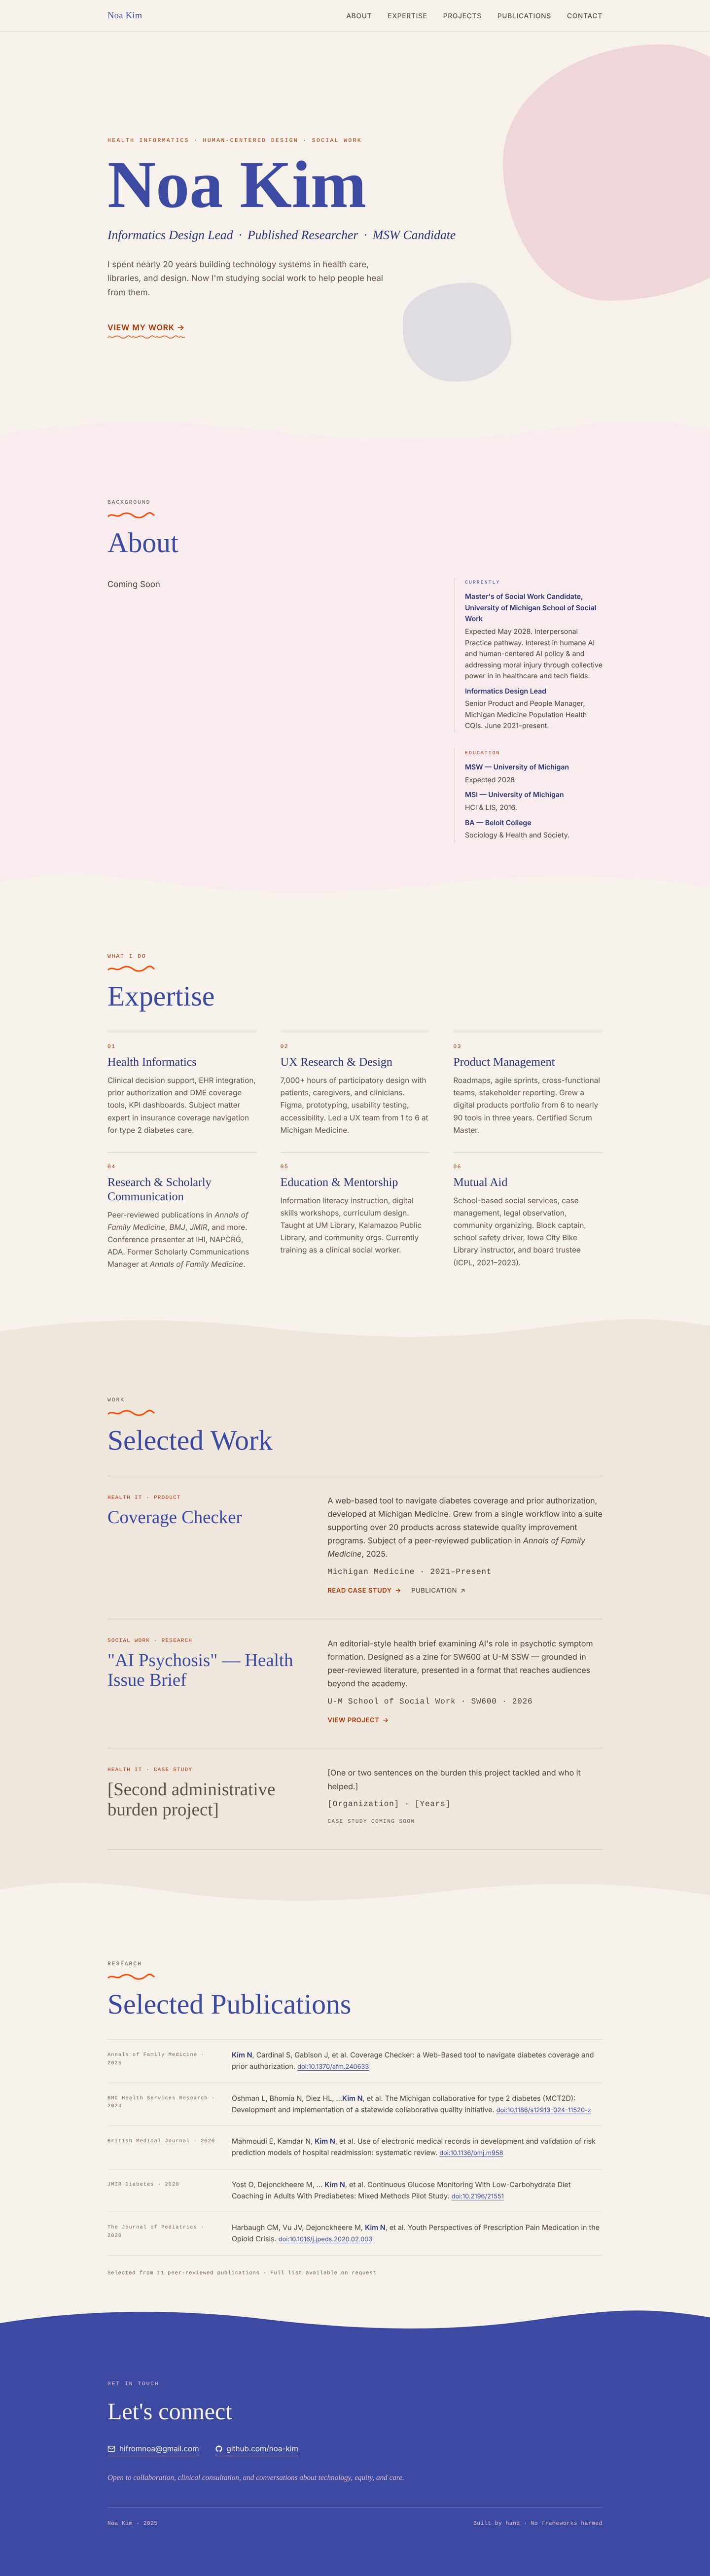 Noa Kim
ABOUT
EXPERTISE
PROJECTS
PUBLICATIONS
CONTACT
HEALTH INFORMATICS · HUMAN-CENTERED DESIGN · SOCIAL WORK
Noa Kim
Informatics Design Lead · Published Researcher · MSW Candidate
I spent nearly 20 years building technology systems in health care,
libraries, and design. Now I'm studying social work to help people heal
from them.
VIEW MY WORK →
BACKGROUND
About
Coming Soon
CURRENTLY
Master's of Social Work Candidate,
University of Michigan School of Social
Work
Expected May 2028. Interpersonal
Practice pathway. Interest in humane AI
and human-centered AI policy & and
addressing moral injury through collective
power in in healthcare and tech fields.
Informatics Design Lead
Senior Product and People Manager,
Michigan Medicine Population Health
CQIs. June 2021–present.
EDUCATION
MSW — University of Michigan
Expected 2028
MSI — University of Michigan
HCI & LIS, 2016.
BA — Beloit College
Sociology & Health and Society.
WHAT I DO
Expertise
01
Health Informatics
Clinical decision support, EHR integration,
prior authorization and DME coverage
tools, KPI dashboards. Subject matter
expert in insurance coverage navigation
for type 2 diabetes care.
02
UX Research & Design
7,000+ hours of participatory design with
patients, caregivers, and clinicians.
Figma, prototyping, usability testing,
accessibility. Led a UX team from 1 to 6 at
Michigan Medicine.
03
Product Management
Roadmaps, agile sprints, cross-functional
teams, stakeholder reporting. Grew a
digital products portfolio from 6 to nearly
90 tools in three years. Certified Scrum
Master.
04
Research & Scholarly
Communication
Peer-reviewed publications in Annals of
Family Medicine, BMJ, JMIR, and more.
Conference presenter at IHI, NAPCRG,
ADA. Former Scholarly Communications
Manager at Annals of Family Medicine.
05
Education & Mentorship
Information literacy instruction, digital
skills workshops, curriculum design.
Taught at UM Library, Kalamazoo Public
Library, and community orgs. Currently
training as a clinical social worker.
06
Mutual Aid
School-based social services, case
management, legal observation,
community organizing. Block captain,
school safety driver, Iowa City Bike
Library instructor, and board trustee
(ICPL, 2021–2023).
WORK
Selected Work
HEALTH IT · PRODUCT
Coverage Checker
A web-based tool to navigate diabetes coverage and prior authorization,
developed at Michigan Medicine. Grew from a single workflow into a suite
supporting over 20 products across statewide quality improvement
programs. Subject of a peer-reviewed publication in Annals of Family
Medicine, 2025.
Michigan Medicine · 2021–Present
READ CASE STUDY →
PUBLICATION ↗
SOCIAL WORK · RESEARCH
"AI Psychosis" — Health
Issue Brief
An editorial-style health brief examining AI's role in psychotic symptom
formation. Designed as a zine for SW600 at U-M SSW — grounded in
peer-reviewed literature, presented in a format that reaches audiences
beyond the academy.
U-M School of Social Work · SW600 · 2026
VIEW PROJECT →
HEALTH IT · CASE STUDY
[Second administrative
burden project]
[One or two sentences on the burden this project tackled and who it
helped.]
[Organization] · [Years]
CASE STUDY COMING SOON
RESEARCH
Selected Publications
Annals of Family Medicine ·
2025
Kim N, Cardinal S, Gabison J, et al. Coverage Checker: a Web-Based tool to navigate diabetes coverage and
prior authorization. doi:10.1370/afm.240633
BMC Health Services Research ·
2024
Oshman L, Bhomia N, Diez HL, ...Kim N, et al. The Michigan collaborative for type 2 diabetes (MCT2D):
Development and implementation of a statewide collaborative quality initiative. doi:10.1186/s12913-024-11520-z
British Medical Journal · 2020
Mahmoudi E, Kamdar N, Kim N, et al. Use of electronic medical records in development and validation of risk
prediction models of hospital readmission: systematic review. doi:10.1136/bmj.m958
JMIR Diabetes · 2020
Yost O, Dejonckheere M, ... Kim N, et al. Continuous Glucose Monitoring With Low-Carbohydrate Diet
Coaching in Adults With Prediabetes: Mixed Methods Pilot Study. doi:10.2196/21551
The Journal of Pediatrics ·
2020
Harbaugh CM, Vu JV, Dejonckheere M, Kim N, et al. Youth Perspectives of Prescription Pain Medication in the
Opioid Crisis. doi:10.1016/j.jpeds.2020.02.003
Selected from 11 peer-reviewed publications · Full list available on request
GET IN TOUCH
Let's connect
hifromnoa@gmail.com
github.com/noa-kim
Open to collaboration, clinical consultation, and conversations about technology, equity, and care.
Noa Kim · 2025
Built by hand · No frameworks harmed